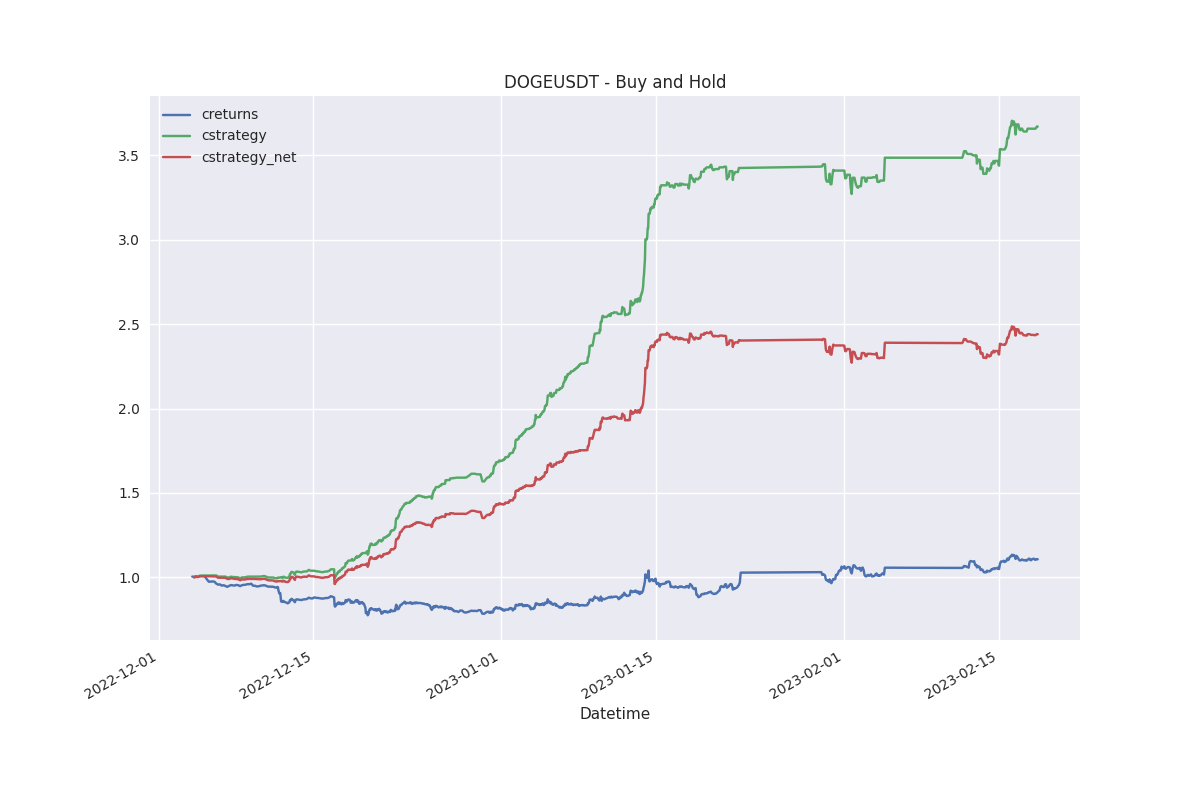 DOGEUSDT - Buy and Hold
creturns
cstrategy
cstrategy_net
3.5
3.0
2.5
2.0
1.5
1.0
2022-12-01
2022-12-15
2023-01-01
2023-01-15
2023-02-01
2023-02-15
Datetime